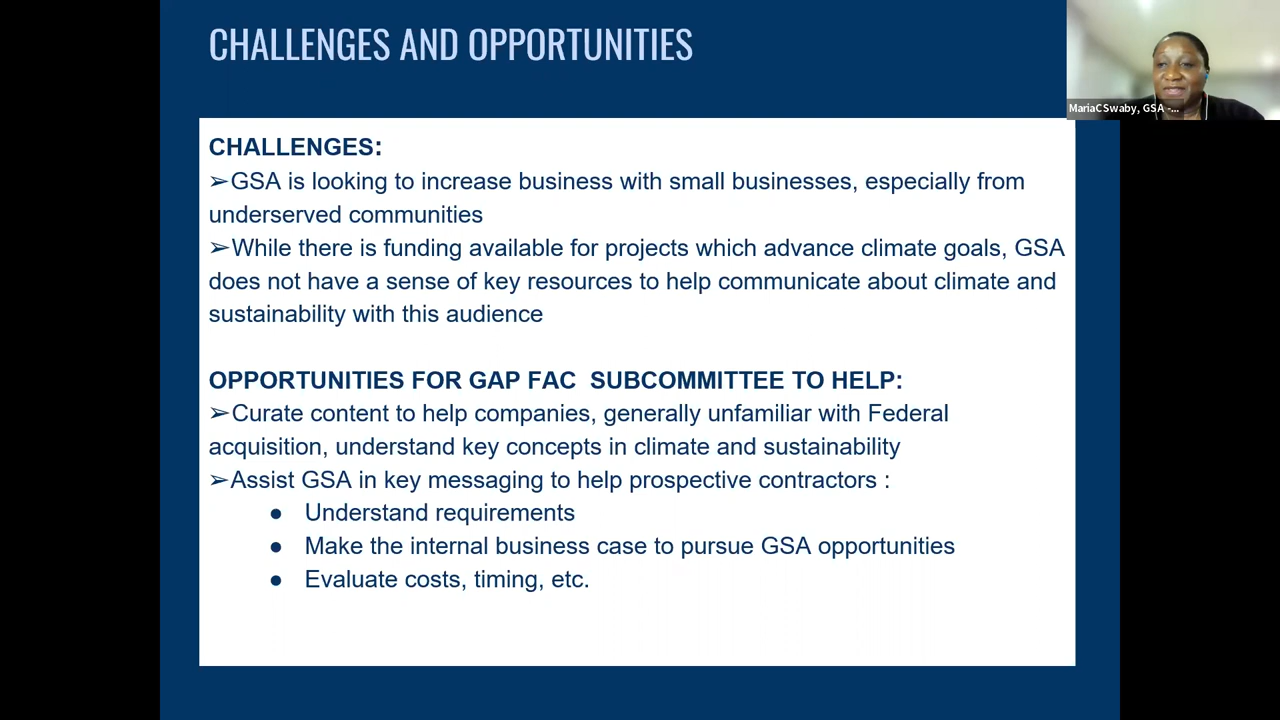 CHALLENGES AND OPPORTUNITIES
MariaCSwaby, GSA -...
CHALLENGES:
➢GSA is looking to increase business with small businesses, especially from
underserved communities
➢While there is funding available for projects which advance climate goals, GSA
does not have a sense of key resources to help communicate about climate and
sustainability with this audience
OPPORTUNITIES FOR GAP FAC  SUBCOMMITTEE TO HELP:
➢Curate content to help companies, generally unfamiliar with Federal
acquisition, understand key concepts in climate and sustainability
➢Assist GSA in key messaging to help prospective contractors :
● Understand requirements
● Make the internal business case to pursue GSA opportunities
● Evaluate costs, timing, etc.